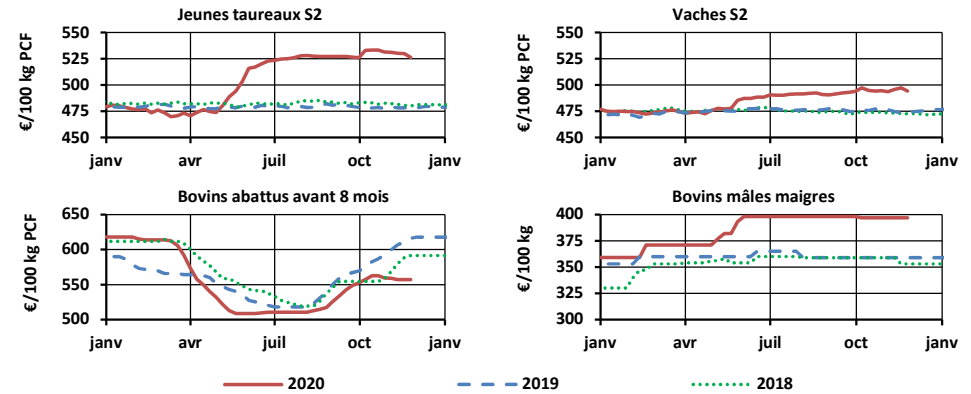 Jeunes taureaux S2
€/100 kg PCF
550
525
500
475
450
janv avr juil oct janv
Vaches S2
€/100 kg PCF
550
525
500
475
450
janv avr juil oct janv
Bovins abattus avant 8 mois
€/100 kg PCF
650
600
550
500
janv avr juil oct janv
Bovins mâles maigres
€/100 kg
400
375
350
325
300
janv avr juil oct janv
2020 2019 2018